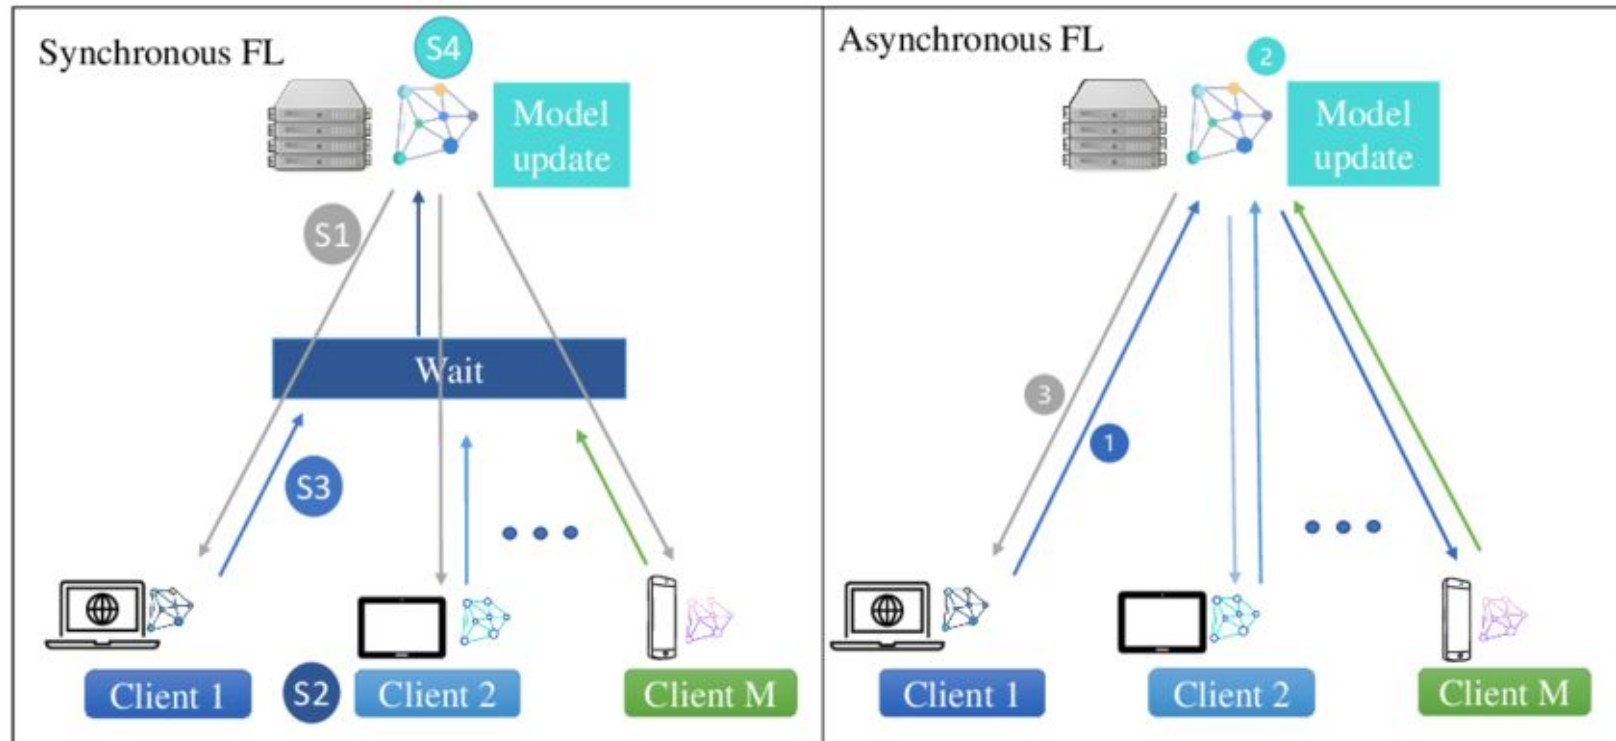 Synchronous FL
S4
Model
update
S1
Wait
S3
Client 1
S2
Client 2
Client M
Asynchronous FL
2
Model
update
3
1
Client 1
Client 2
Client M